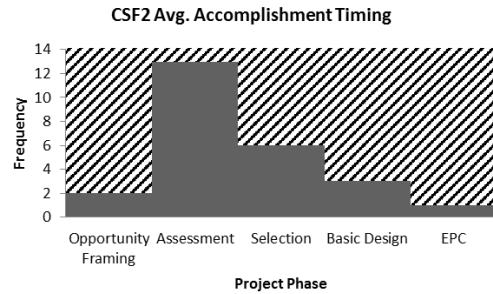 CSF2 Avg. Accomplishment Timing
14
12
10
8
6
4
2
0
Frequency
Opportunity Framing
Assessment
Selection
Basic Design
EPC
Project Phase